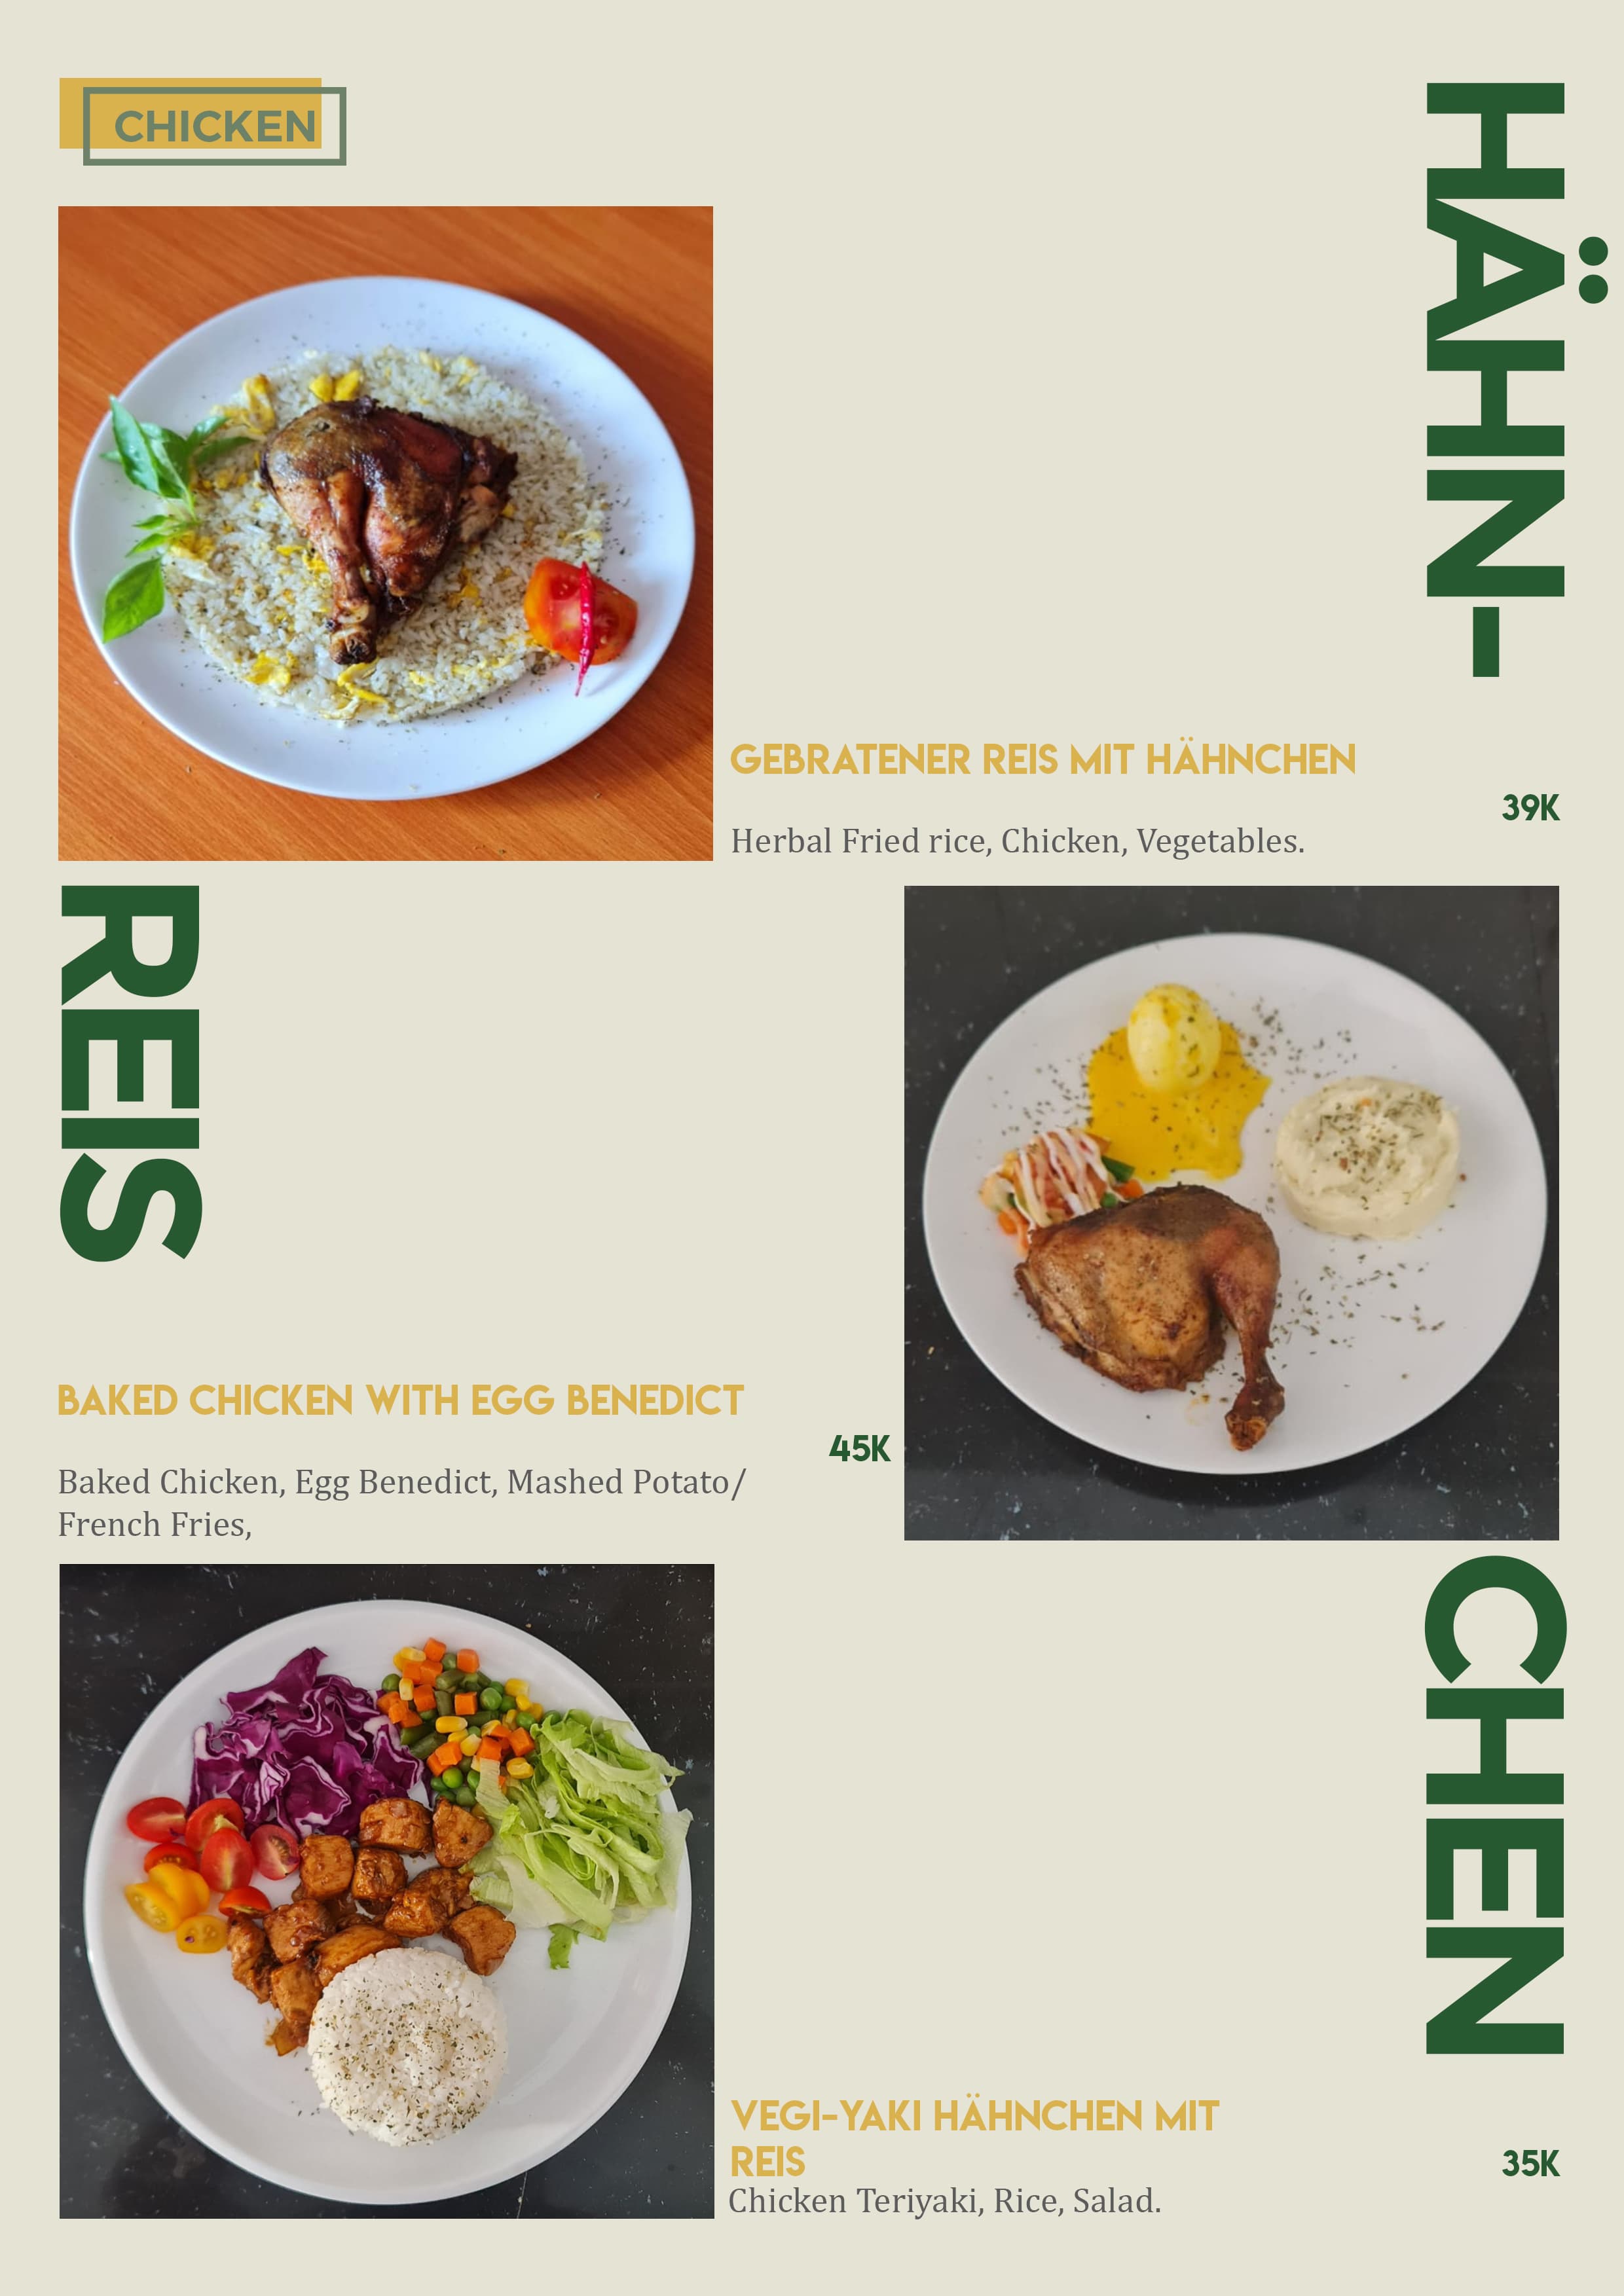 CHICKEN
HÄHN-
GEBRATENER REIS MIT HÄHNCHEN
39K
Herbal Fried rice, Chicken, Vegetables.
REIS
BAKED CHICKEN WITH EGG BENEDICT
45K
Baked Chicken, Egg Benedict, Mashed Potato/
French Fries,
CHEN
VEGI-YAKI HÄHNCHEN MIT
REIS
35K
Chicken Teriyaki, Rice, Salad.